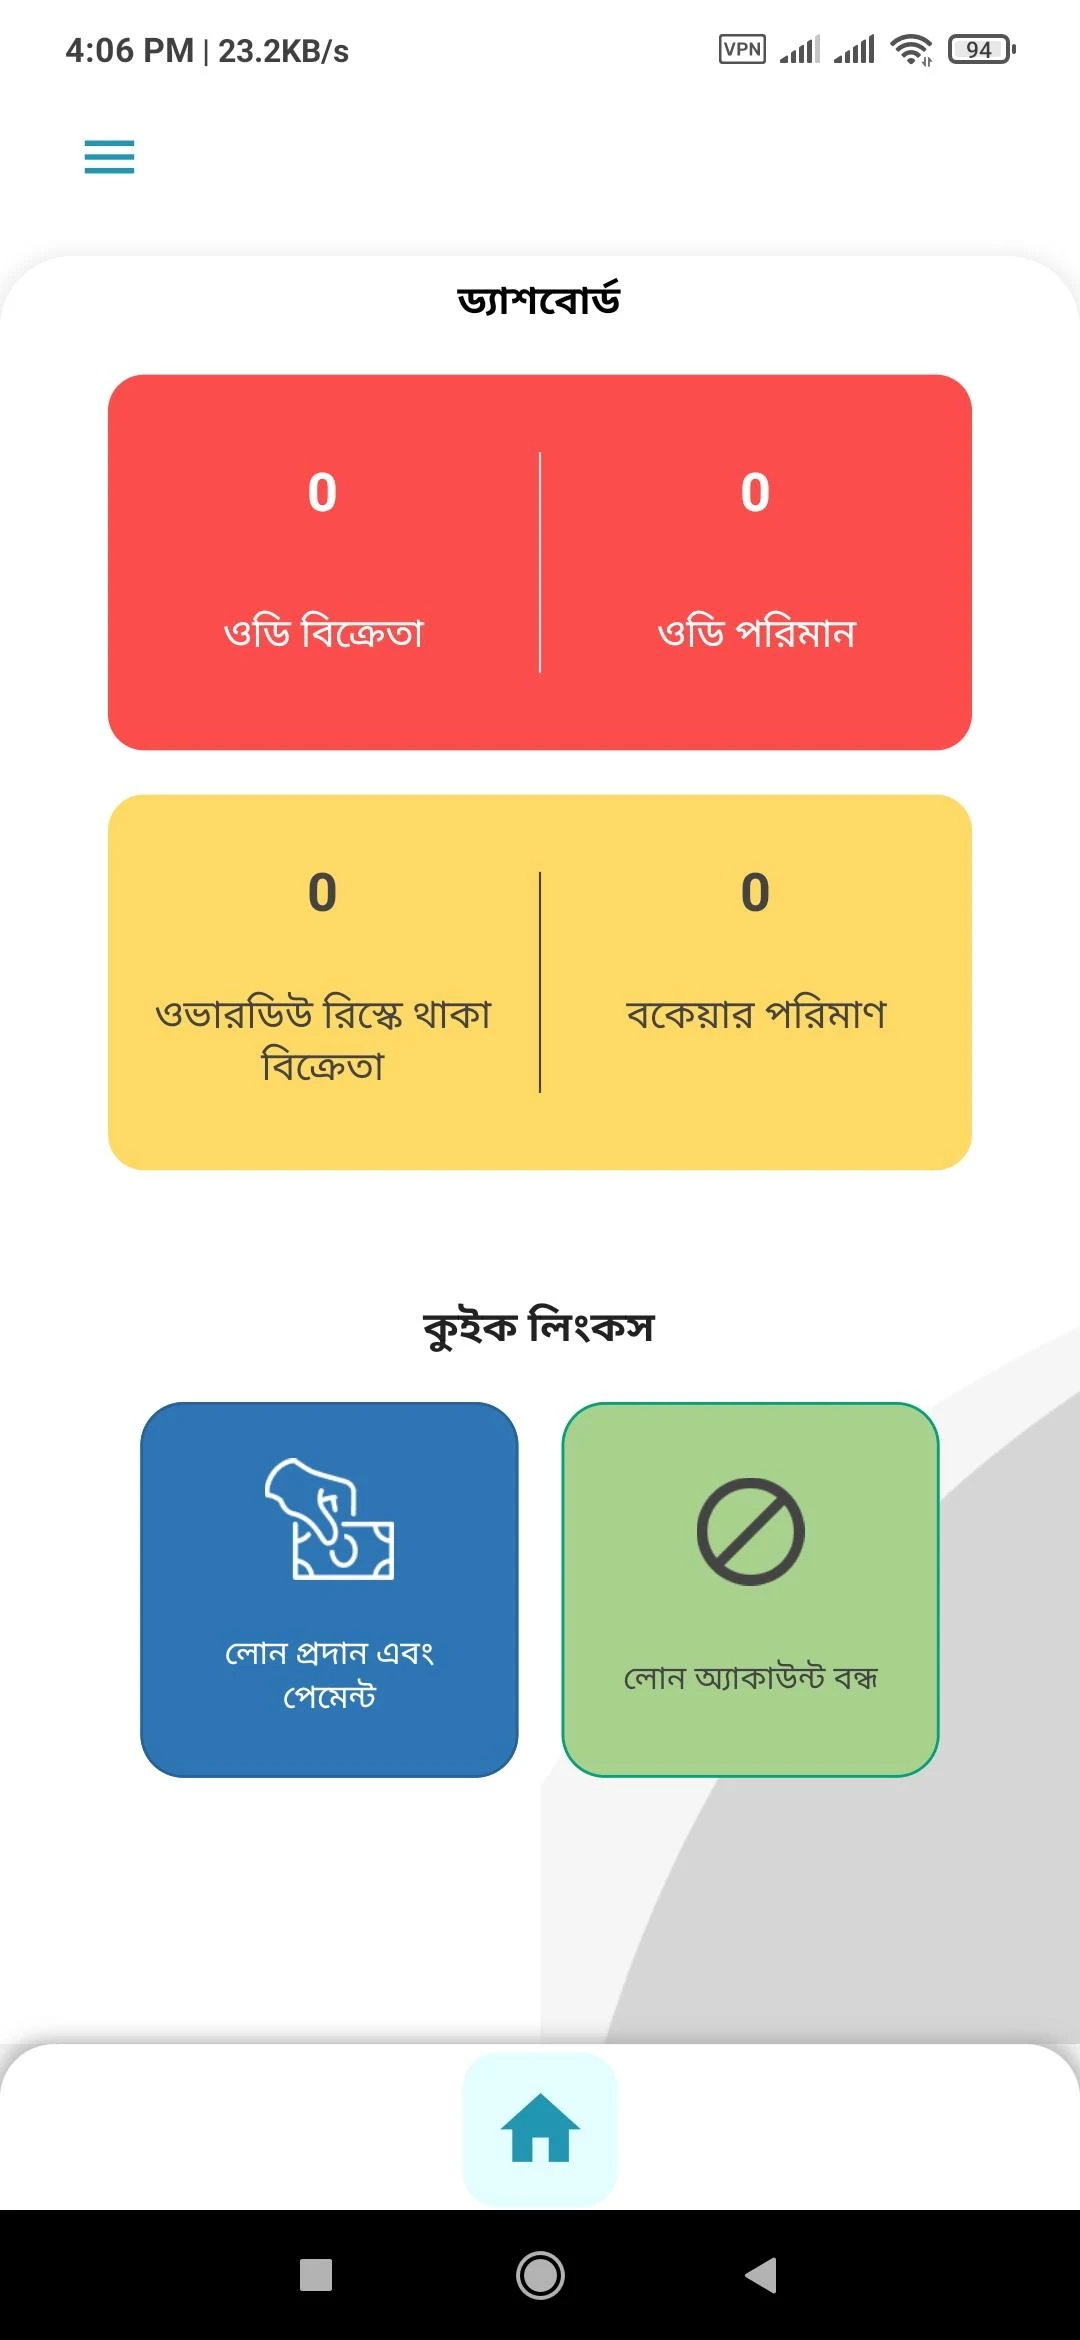 4:06 PM | 23.2KB/s VPN 94
ড্যাশবোর্ড
0 0
ওডি বিক্রেতা ওডি পরিমান
0 0
ওভারডিউ রিস্কে থাকা বকেয়ার পরিমাণ
বিক্রেতা
কুইক লিংকস
লোন প্রদান এবং
পেমেন্ট
লোন অ্যাকাউন্ট বন্ধ